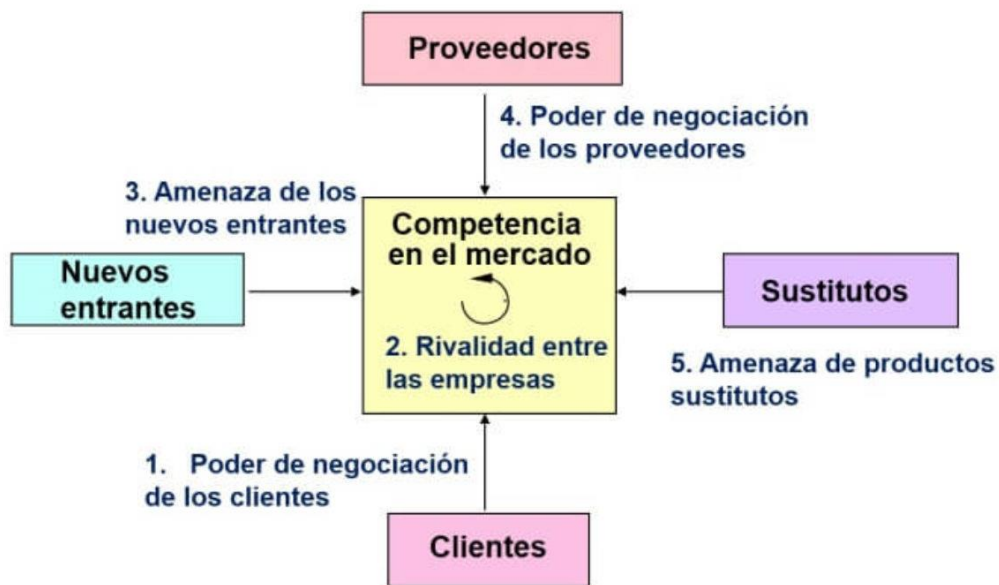 Proveedores
4. Poder de negociación
de los proveedores
3. Amenaza de los
nuevos entrantes
Competencia
en el mercado
Nuevos
entrantes
Sustitutos
2. Rivalidad entre
las empresas
5. Amenaza de productos
sustitutos
1. Poder de negociación
de los clientes
Clientes